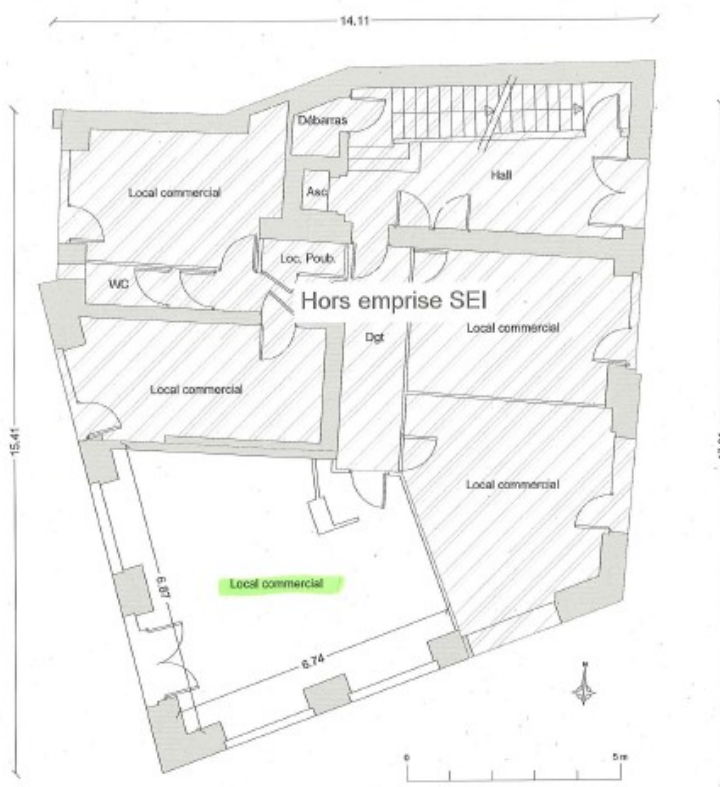 14.11
Débarras
Hall
Local commercial
Asc
Loc. Poub.
WC
Hors emprise SEI
Local commercial
Dgt
Local commercial
15.41
Local commercial
6.87
Local commercial
6.74
N
0
5 m